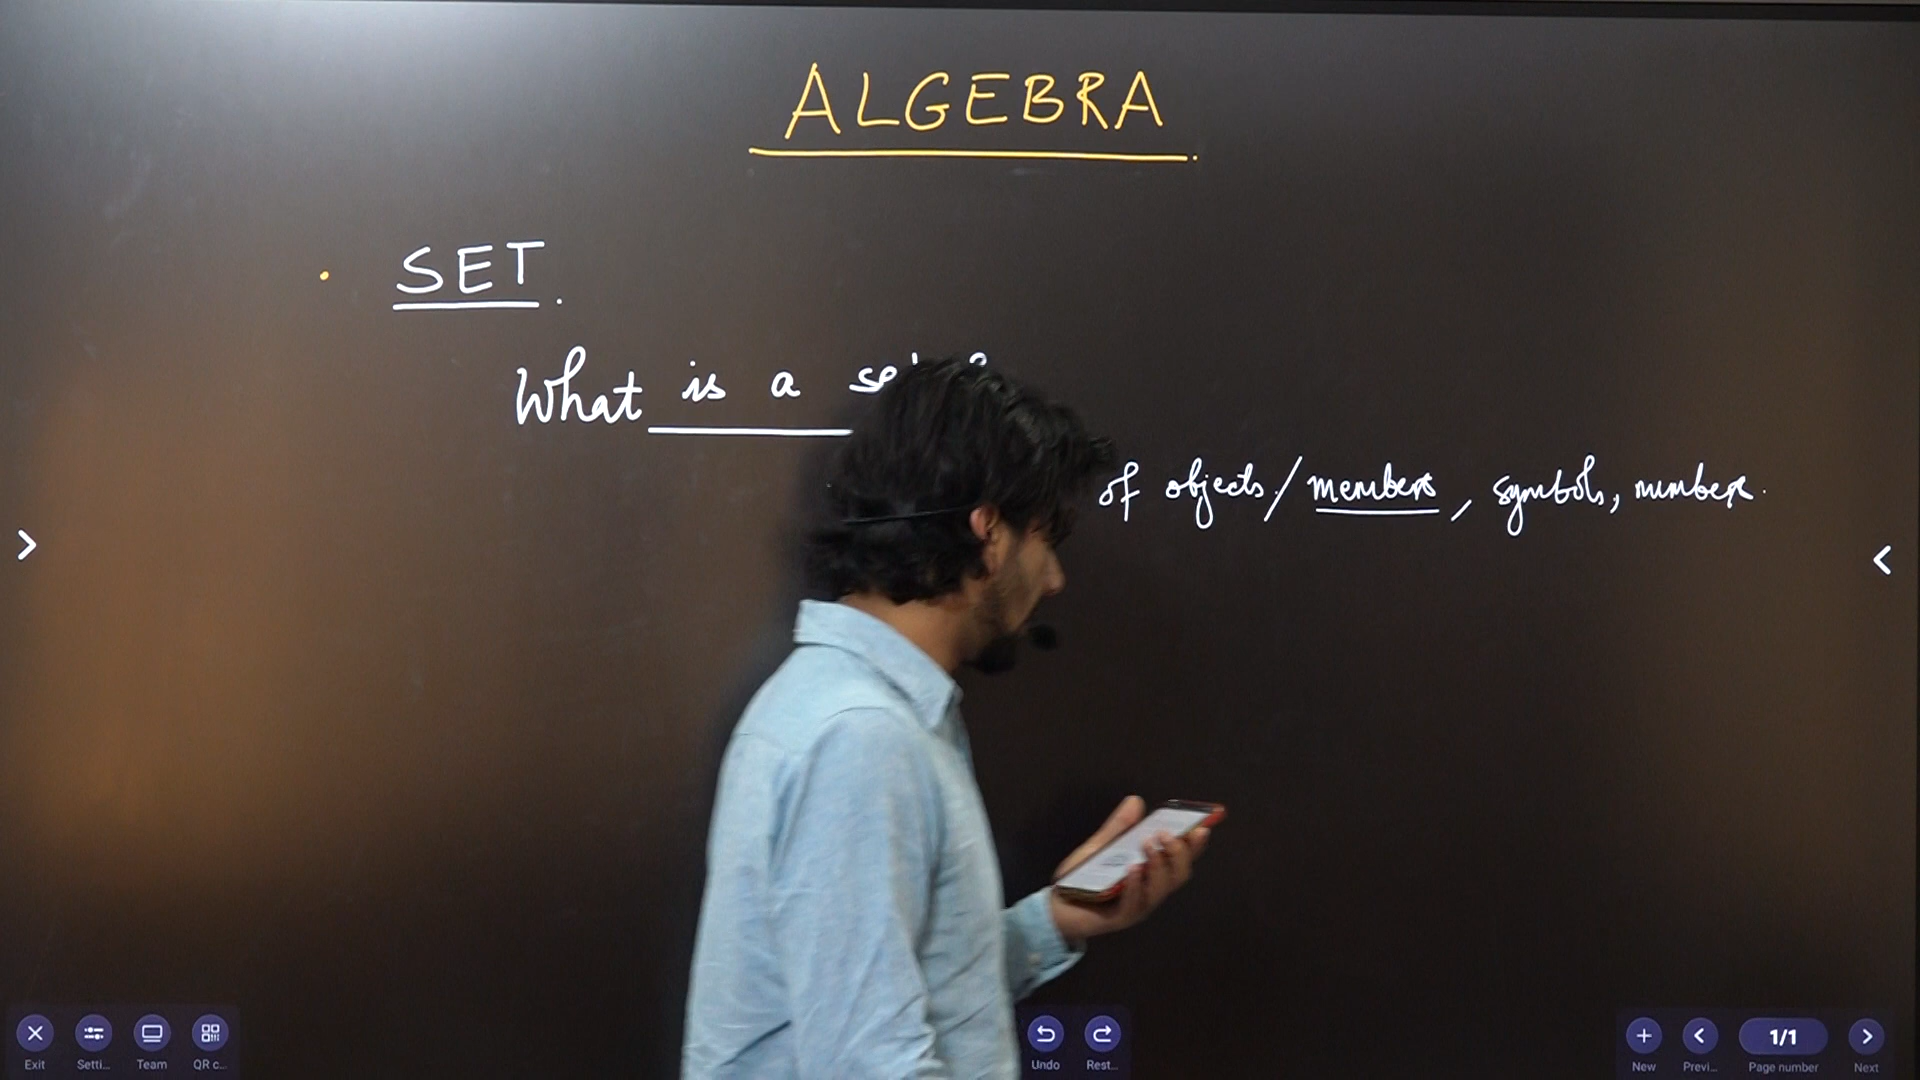 ALGEBRA
. SET.
What is a
of objects / members, symbols, numbers.
> <
Exit Setti... Team QR c... Undo Rest... New Previ... 1/1 Page number Next